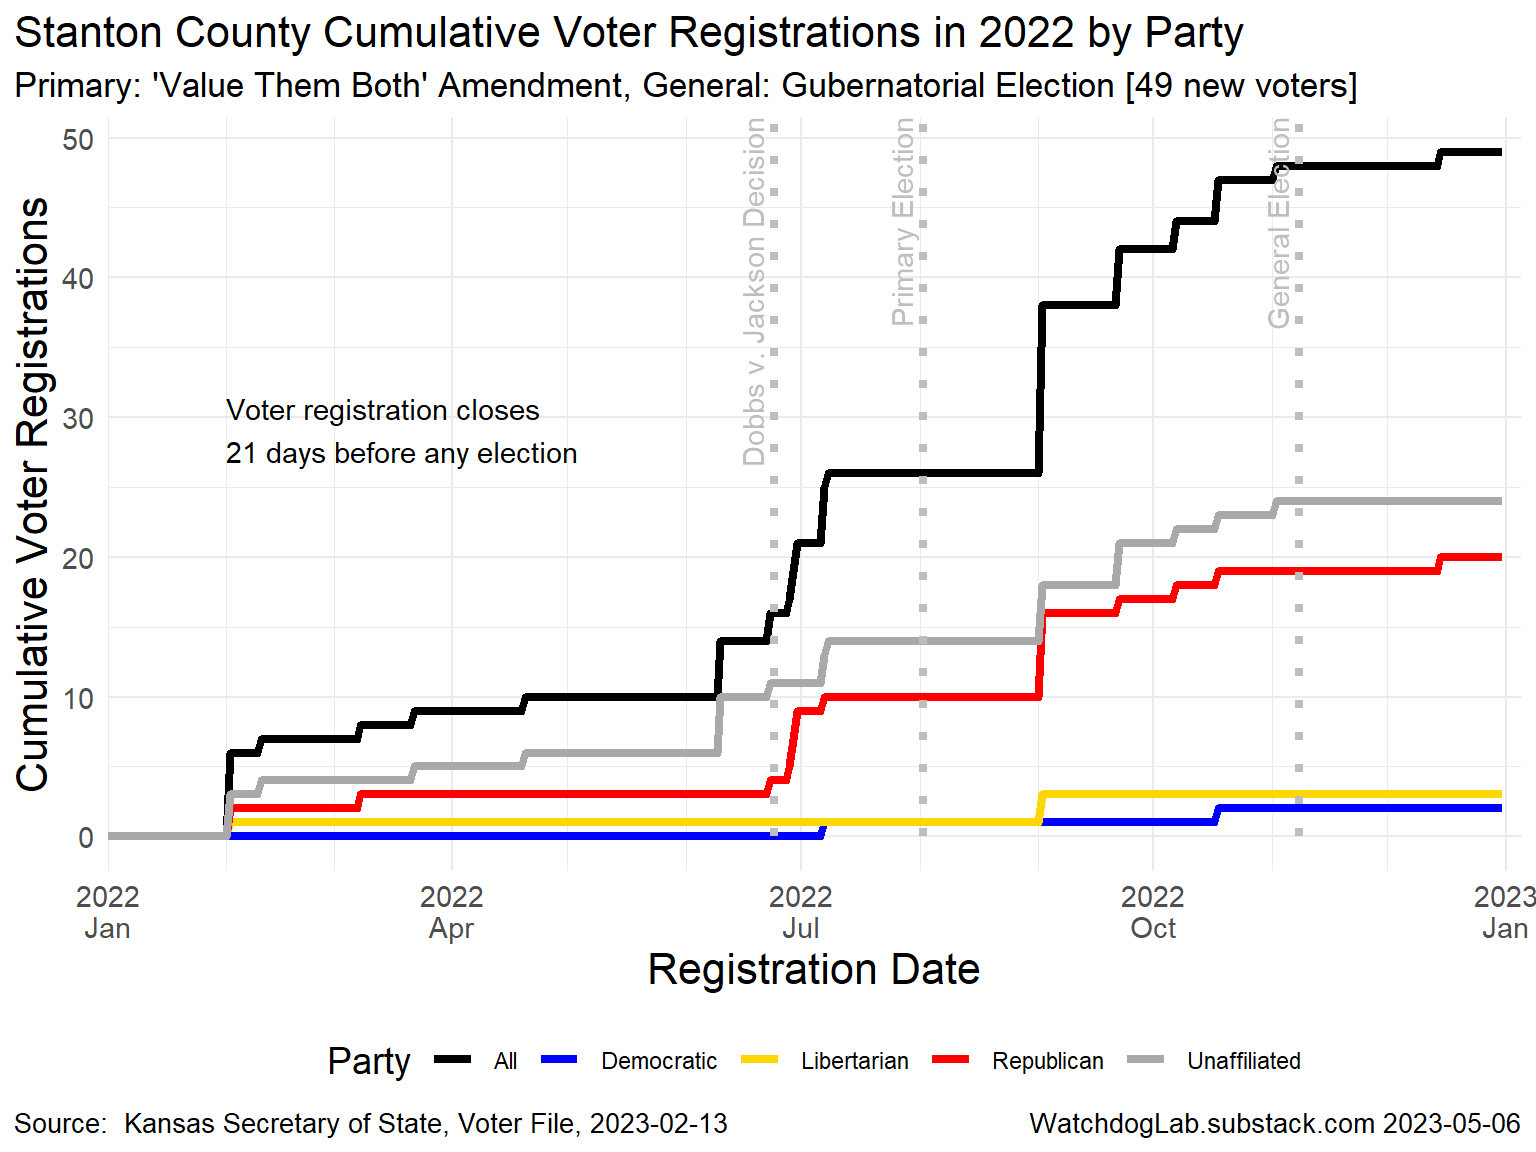 Stanton County Cumulative Voter Registrations in 2022 by Party
Primary: 'Value Them Both' Amendment, General: Gubernatorial Election [49 new voters]
Cumulative Voter Registrations
50
40
30
20
10
0
Dobbs v. Jackson Decision
Primary Election
General Election
Voter registration closes
21 days before any election
2022
Jan
2022
Apr
2022
Jul
2022
Oct
2023
Jan
Registration Date
Party All Democratic Libertarian Republican Unaffiliated
Source:  Kansas Secretary of State, Voter File, 2023-02-13
WatchdogLab.substack.com 2023-05-06